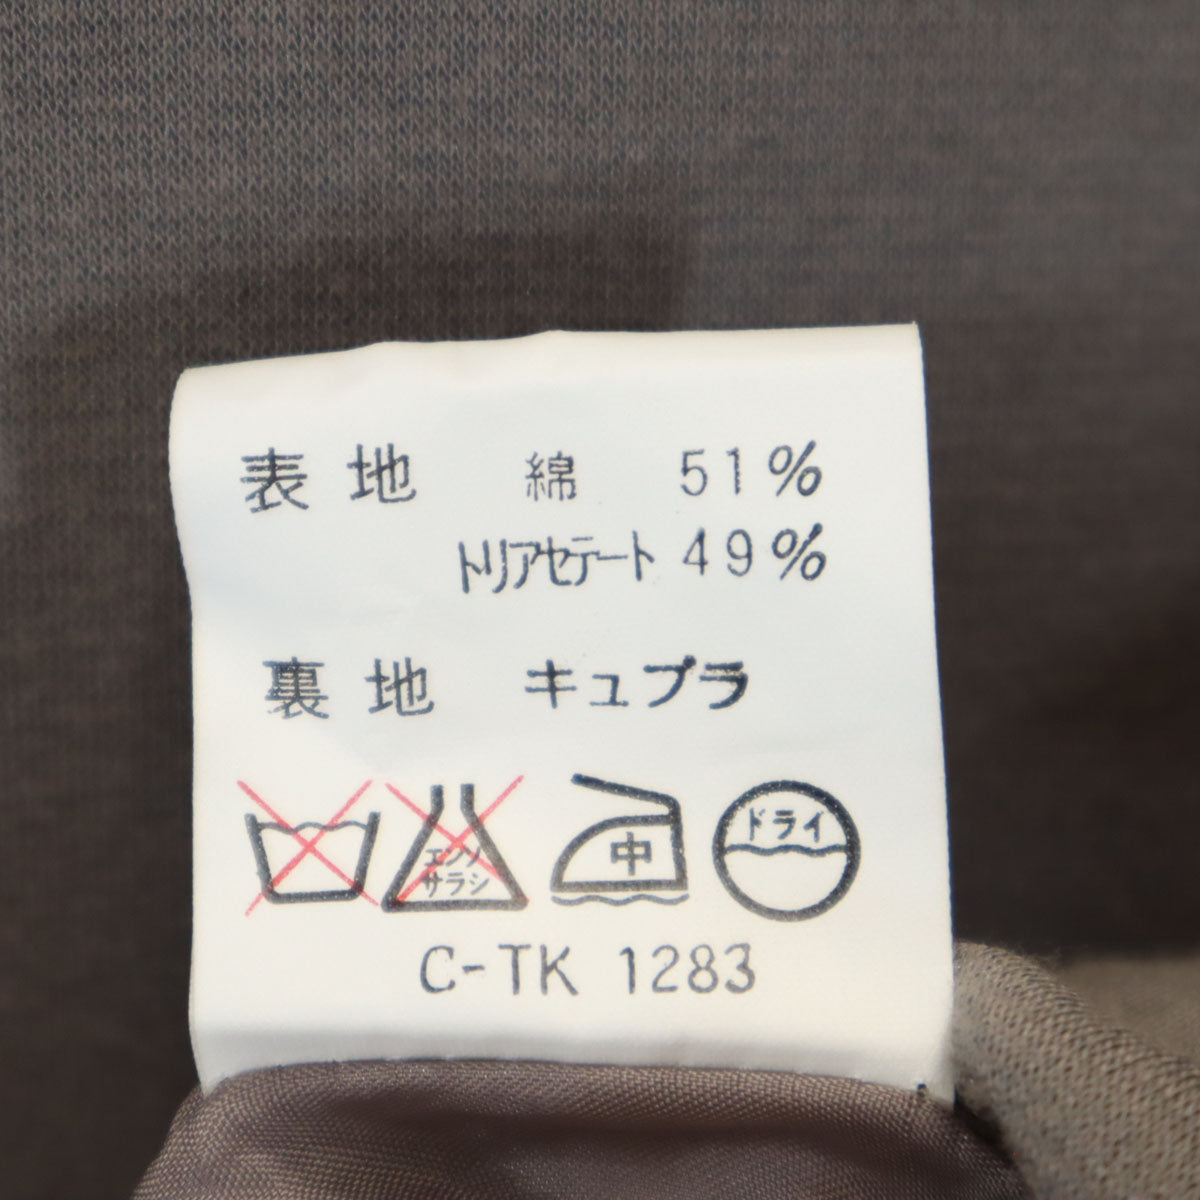 表地 綿 51%
トリアセテート 49%
裏地 キュプラ
エンソ
サラシ
中
ドライ
C-TK 1283